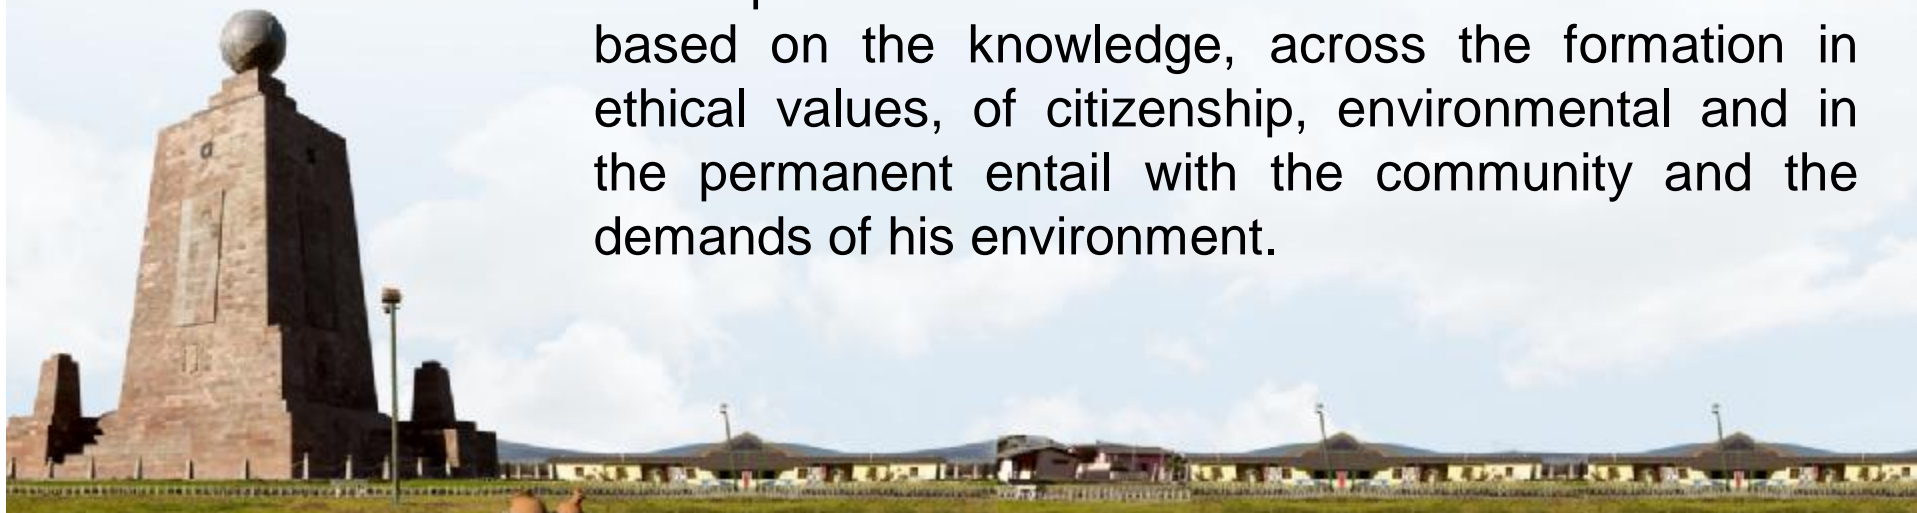 based on the knowledge, across the formation in
ethical values, of citizenship, environmental and in
the permanent entail with the community and the
demands of his environment.